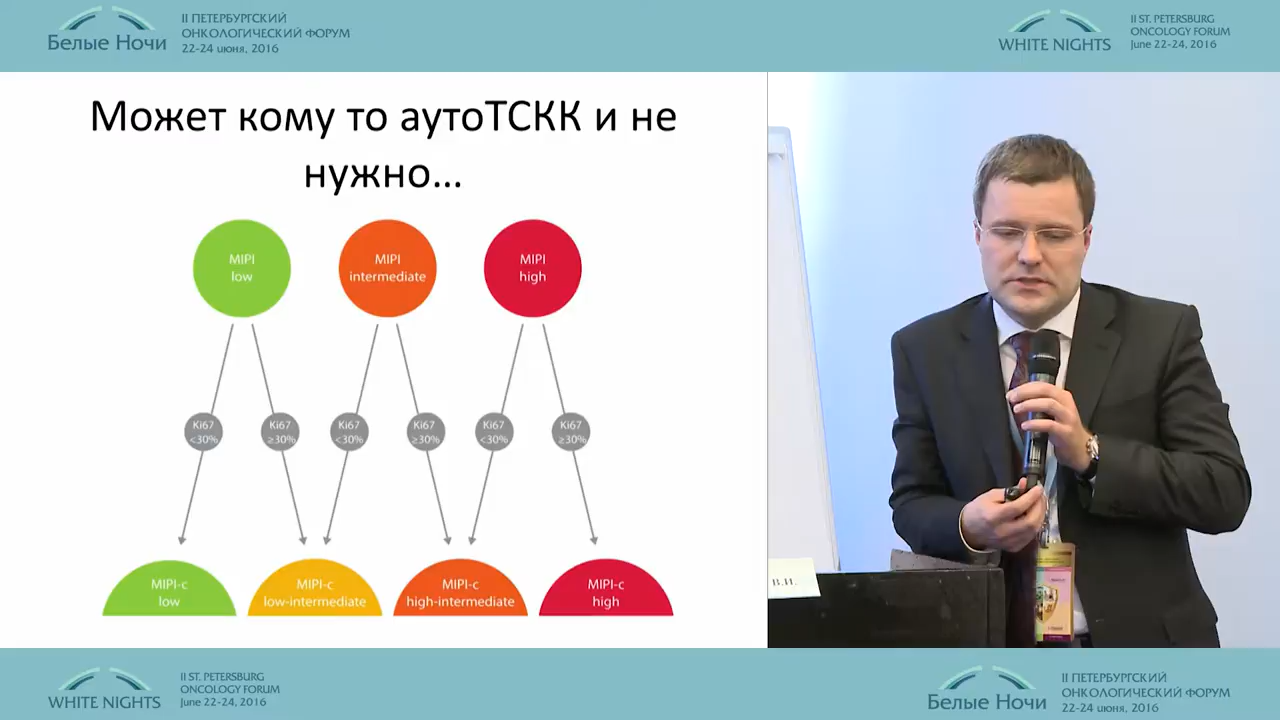 Белые Ночи
II ПЕТЕРБУРГСКИЙ
ОНКОЛОГИЧЕСКИЙ ФОРУМ
22-24 июня, 2016
WHITE NIGHTS
II ST. PETERSBURG
ONCOLOGY FORUM
June 22-24, 2016
Может кому то аутоТСКК и не
нужно...
MIPI
low
MIPI
intermediate
MIPI
high
Ki67
<30%
Ki67
≥30%
Ki67
<30%
Ki67
≥30%
Ki67
<30%
Ki67
≥30%
MIPI-c
low
MIPI-c
low-intermediate
MIPI-c
high-intermediate
MIPI-c
high
В.И.
WHITE NIGHTS
II ST. PETERSBURG
ONCOLOGY FORUM
June 22-24, 2016
Белые Ночи
II ПЕТЕРБУРГСКИЙ
ОНКОЛОГИЧЕСКИЙ ФОРУМ
22-24 июня, 2016